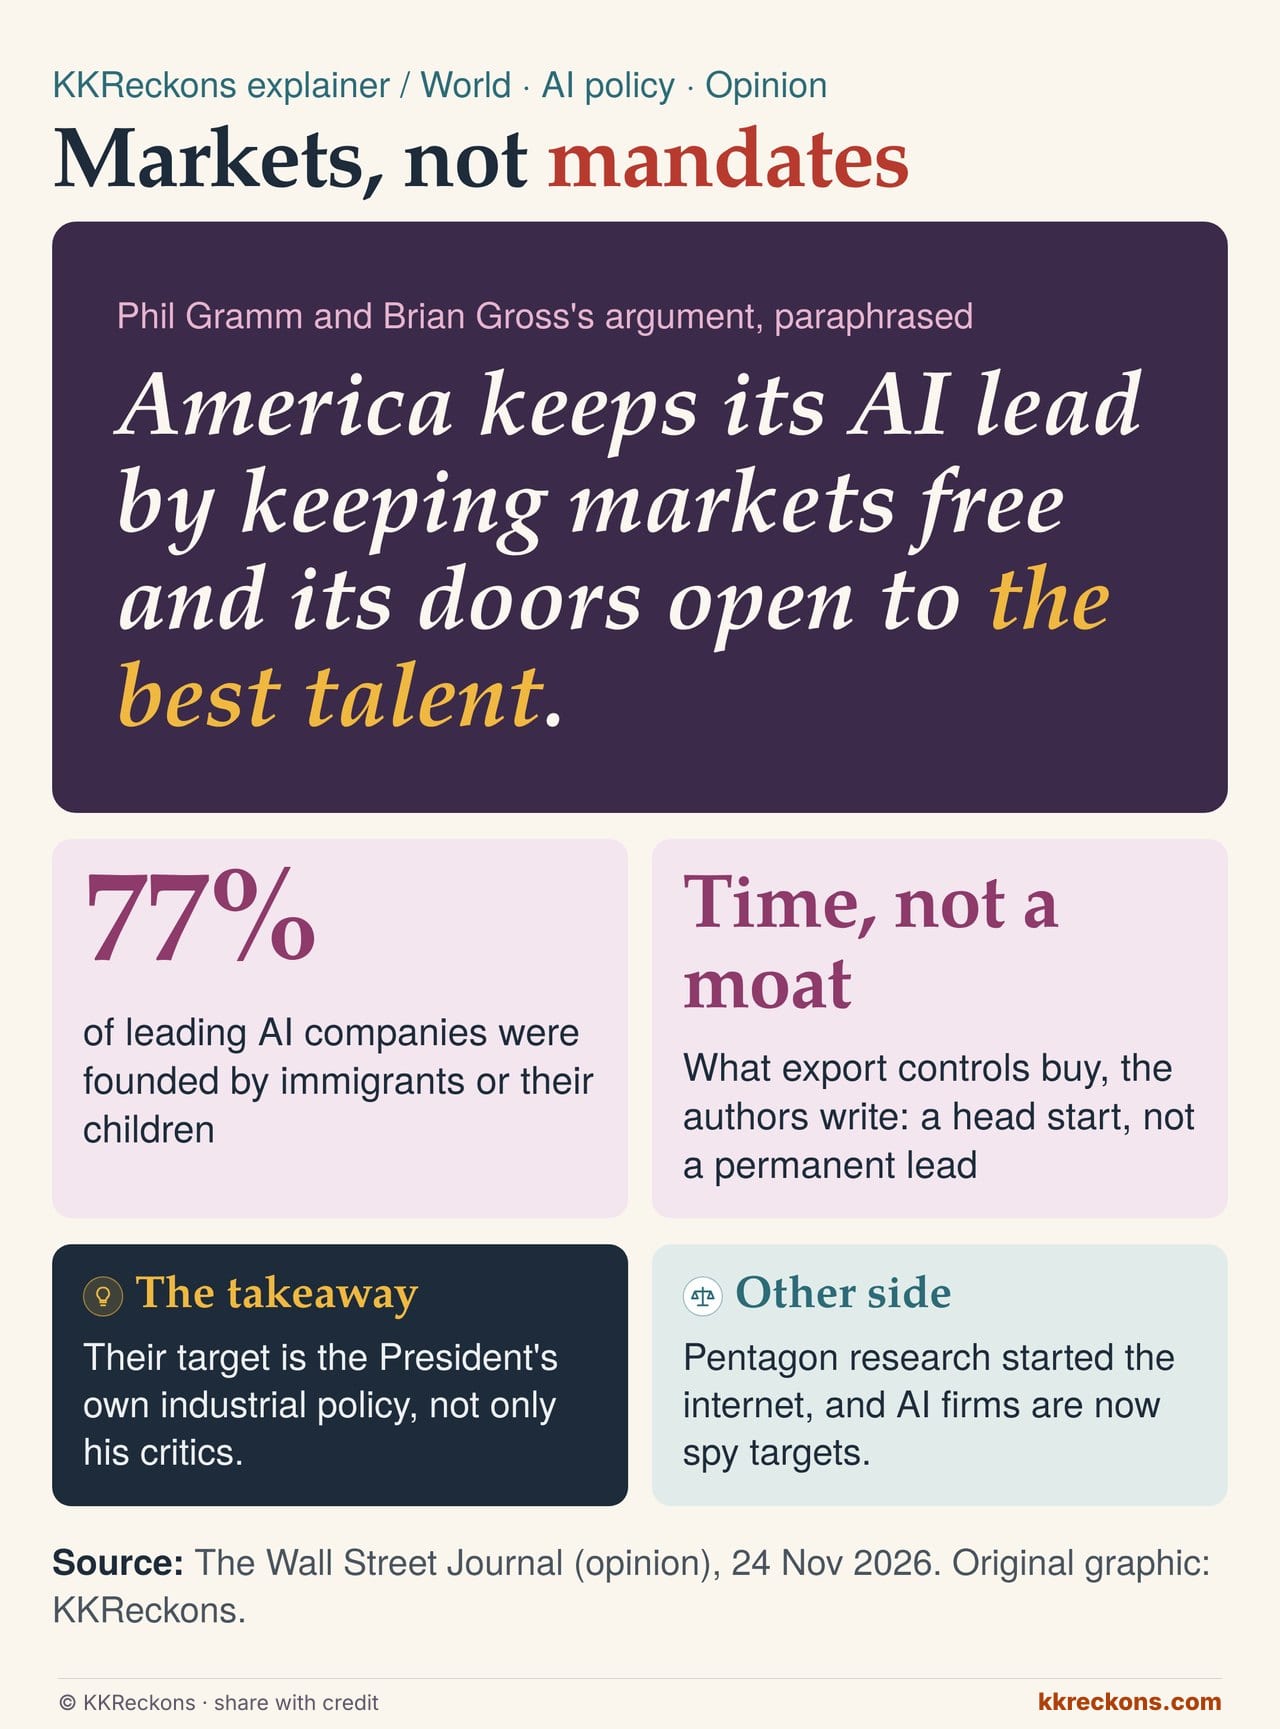 KKReckons explainer / World · AI policy · Opinion
Markets, not mandates
Phil Gramm and Brian Gross's argument, paraphrased
America keeps its AI lead
by keeping markets free
and its doors open to the
best talent.
77%
of leading AI companies were
founded by immigrants or their
children
Time, not a
moat
What export controls buy, the
authors write: a head start, not
a permanent lead
The takeaway
Their target is the President's
own industrial policy, not only
his critics.
Other side
Pentagon research started the
internet, and AI firms are now
spy targets.
Source: The Wall Street Journal (opinion), 24 Nov 2026. Original graphic:
KKReckons.
© KKReckons · share with credit
kkreckons.com